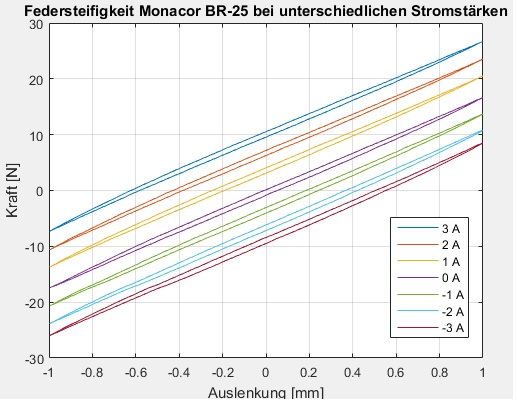 Federsteifigkeit Monacor BR-25 bei unterschiedlichen Stromstärken
Kraft [N]
30
20
10
0
-10
-20
-30
3 A
2 A
1 A
0 A
-1 A
-2 A
-3 A
-1 -0.8 -0.6 -0.4 -0.2 0 0.2 0.4 0.6 0.8 1
Auslenkung [mm]